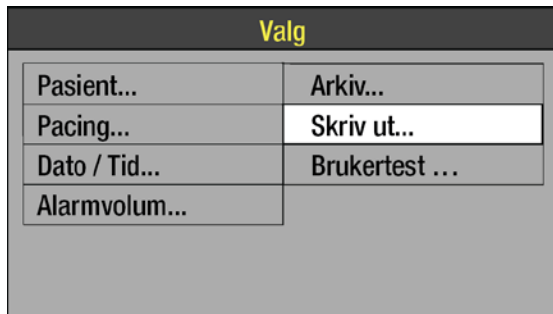 Valg
Pasient...
Arkiv...
Pacing...
Skriv ut...
Dato / Tid...
Brukertest ...
Alarmvolum...